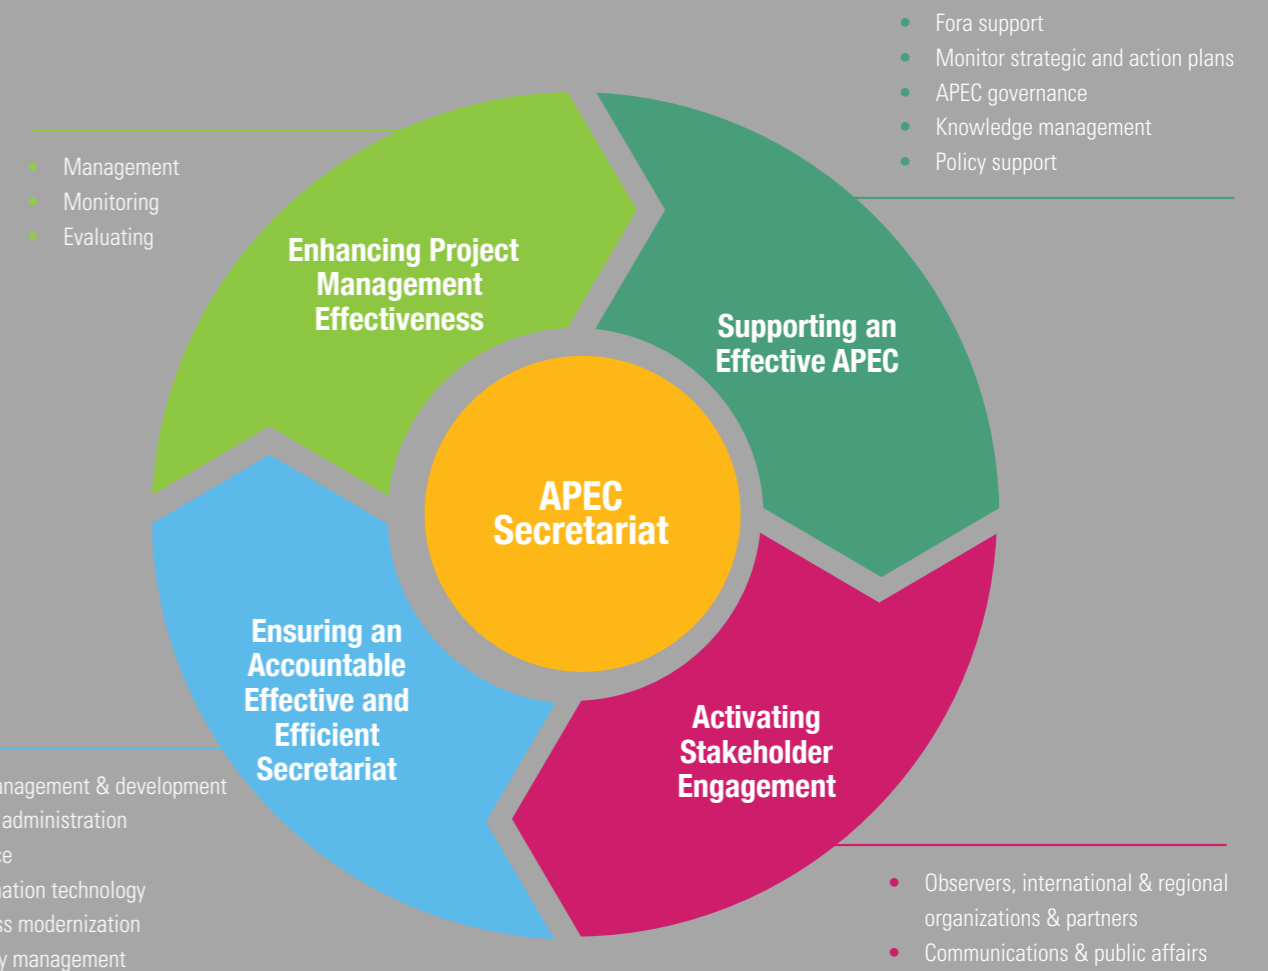 Fora support
Monitor strategic and action plans
APEC governance
Knowledge management
Policy support
Management
Monitoring
Evaluating
Enhancing Project
Management
Effectiveness
Supporting an
Effective APEC
APEC
Secretariat
Ensuring an
Accountable
Effective and
Efficient
Secretariat
Activating
Stakeholder
Engagement
& development
administration
technology
modernization
management
Observers, international & regional
organizations & partners
Communications & public affairs